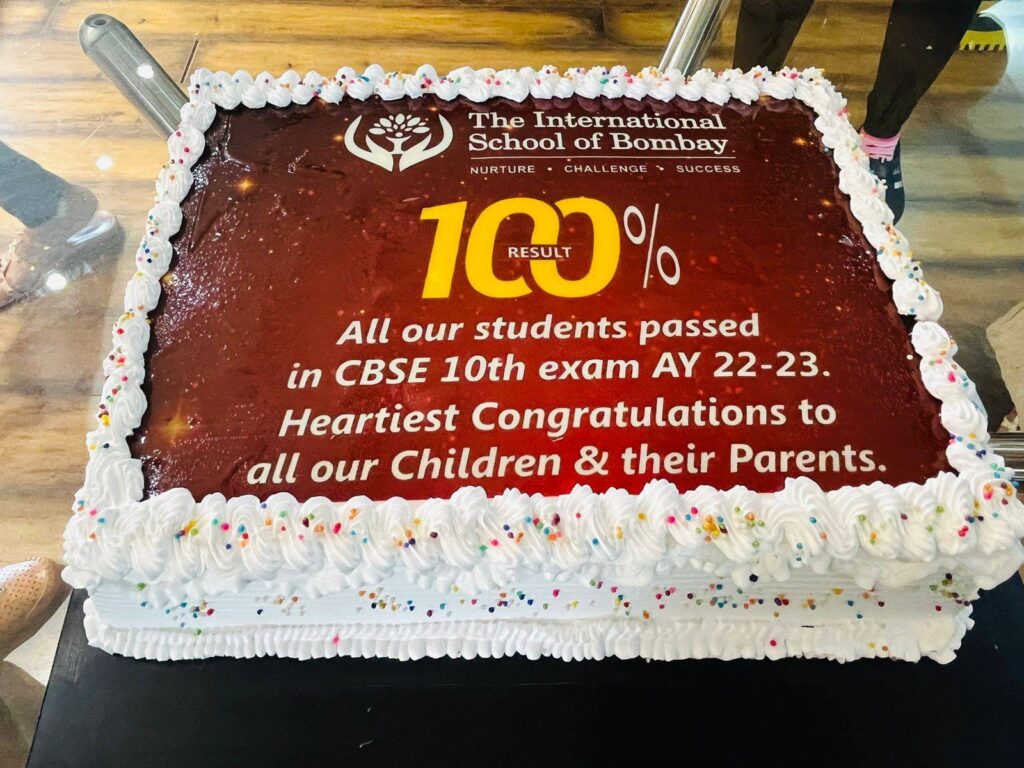 The International
School of Bombay
NURTURE • CHALLENGE • SUCCESS
100%
RESULT
All our students passed
in CBSE 10th exam AY 22-23.
Heartiest Congratulations to
all our Children & their Parents.